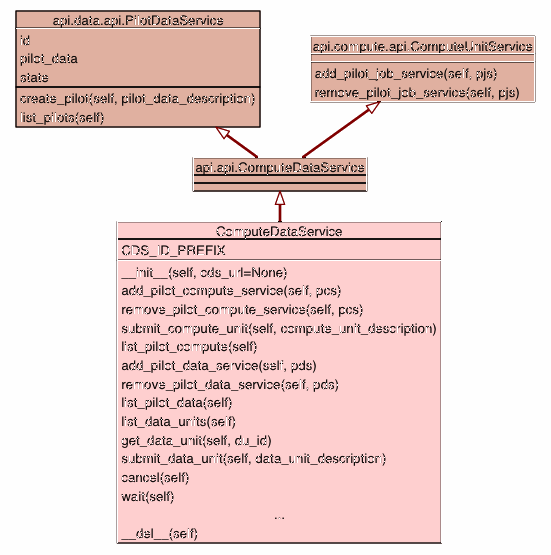 api.data.api.PilotDataService
id
pilot_data
state
create_pilot(self, pilot_data_description)
list_pilots(self)
api.compute.api.ComputeUnitService
add_pilot_job_service(self, pjs)
remove_pilot_job_service(self, pjs)
api.api.ComputeDataService
ComputeDataService
CDS_ID_PREFIX
__init__(self, cds_url=None)
add_pilot_compute_service(self, pcs)
remove_pilot_compute_service(self, pcs)
submit_compute_unit(self, compute_unit_description)
list_pilot_compute(self)
add_pilot_data_service(self, pds)
remove_pilot_data_service(self, pds)
list_pilot_data(self)
list_data_units(self)
get_data_unit(self, du_id)
submit_data_unit(self, data_unit_description)
cancel(self)
wait(self)
...
__del__(self)